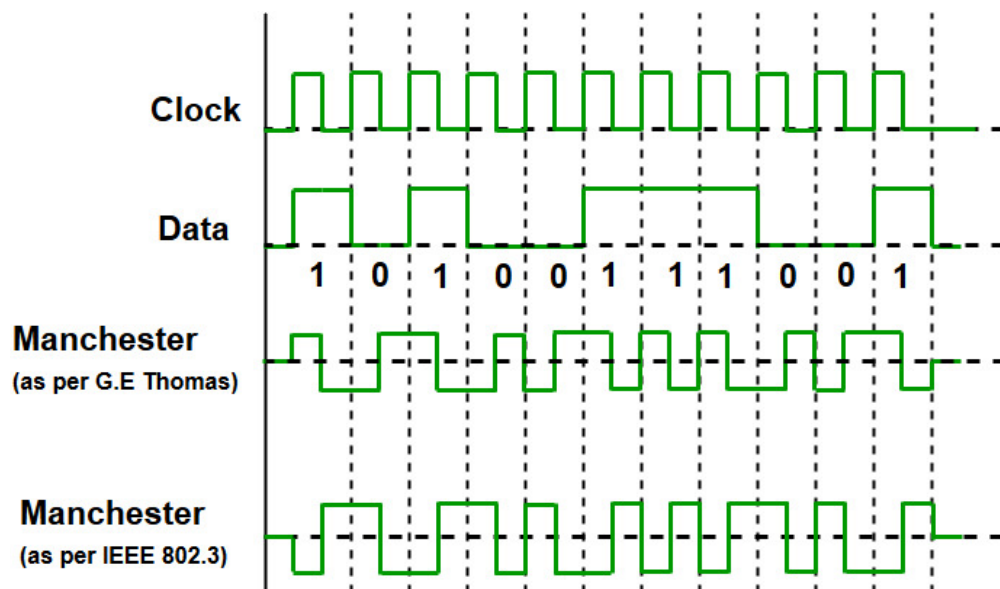 Clock
Data
1 0 1 0 0 1 1 1 0 0 1
Manchester
(as per G.E Thomas)
Manchester
(as per IEEE 802.3)